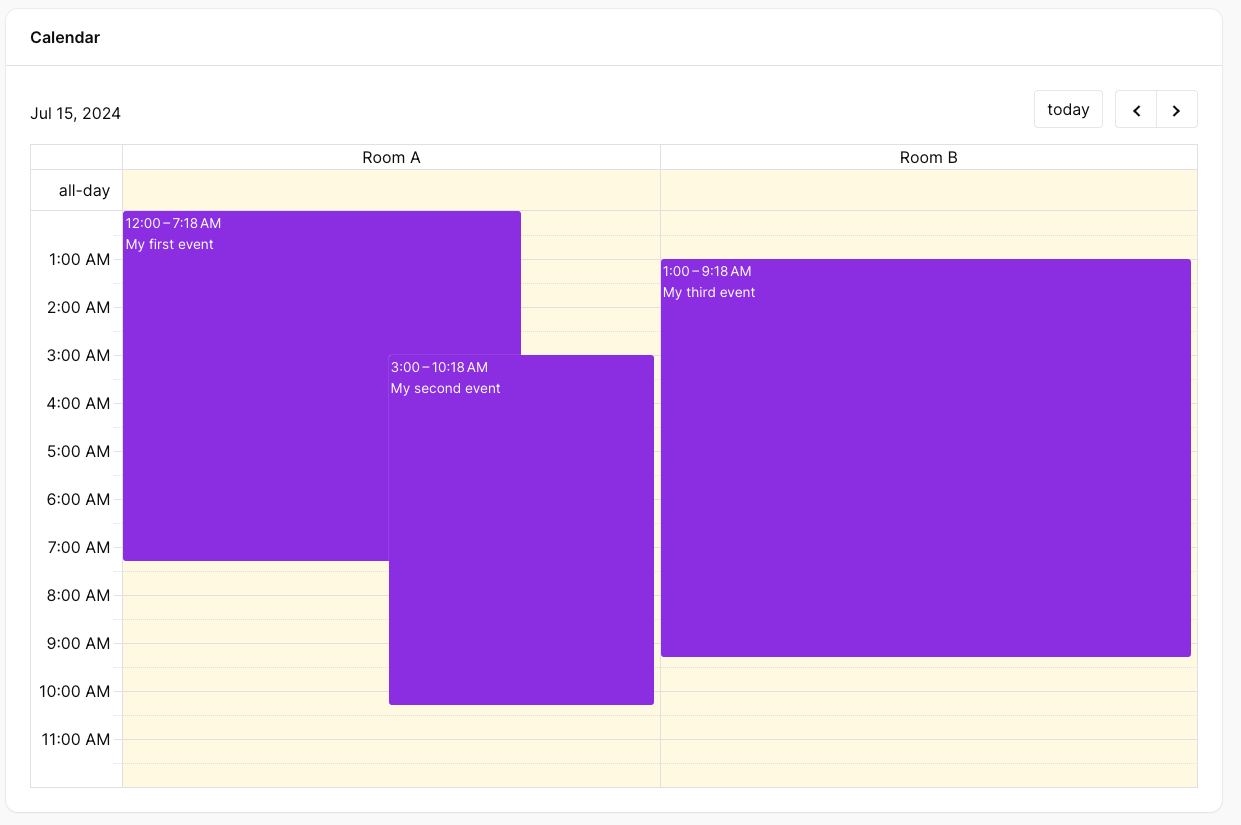 Calendar
Jul 15, 2024
today
Room A
Room B
all-day
12:00 – 7:18 AM
My first event
1:00 AM
1:00 – 9:18 AM
My third event
2:00 AM
3:00 AM
3:00 – 10:18 AM
My second event
4:00 AM
5:00 AM
6:00 AM
7:00 AM
8:00 AM
9:00 AM
10:00 AM
11:00 AM